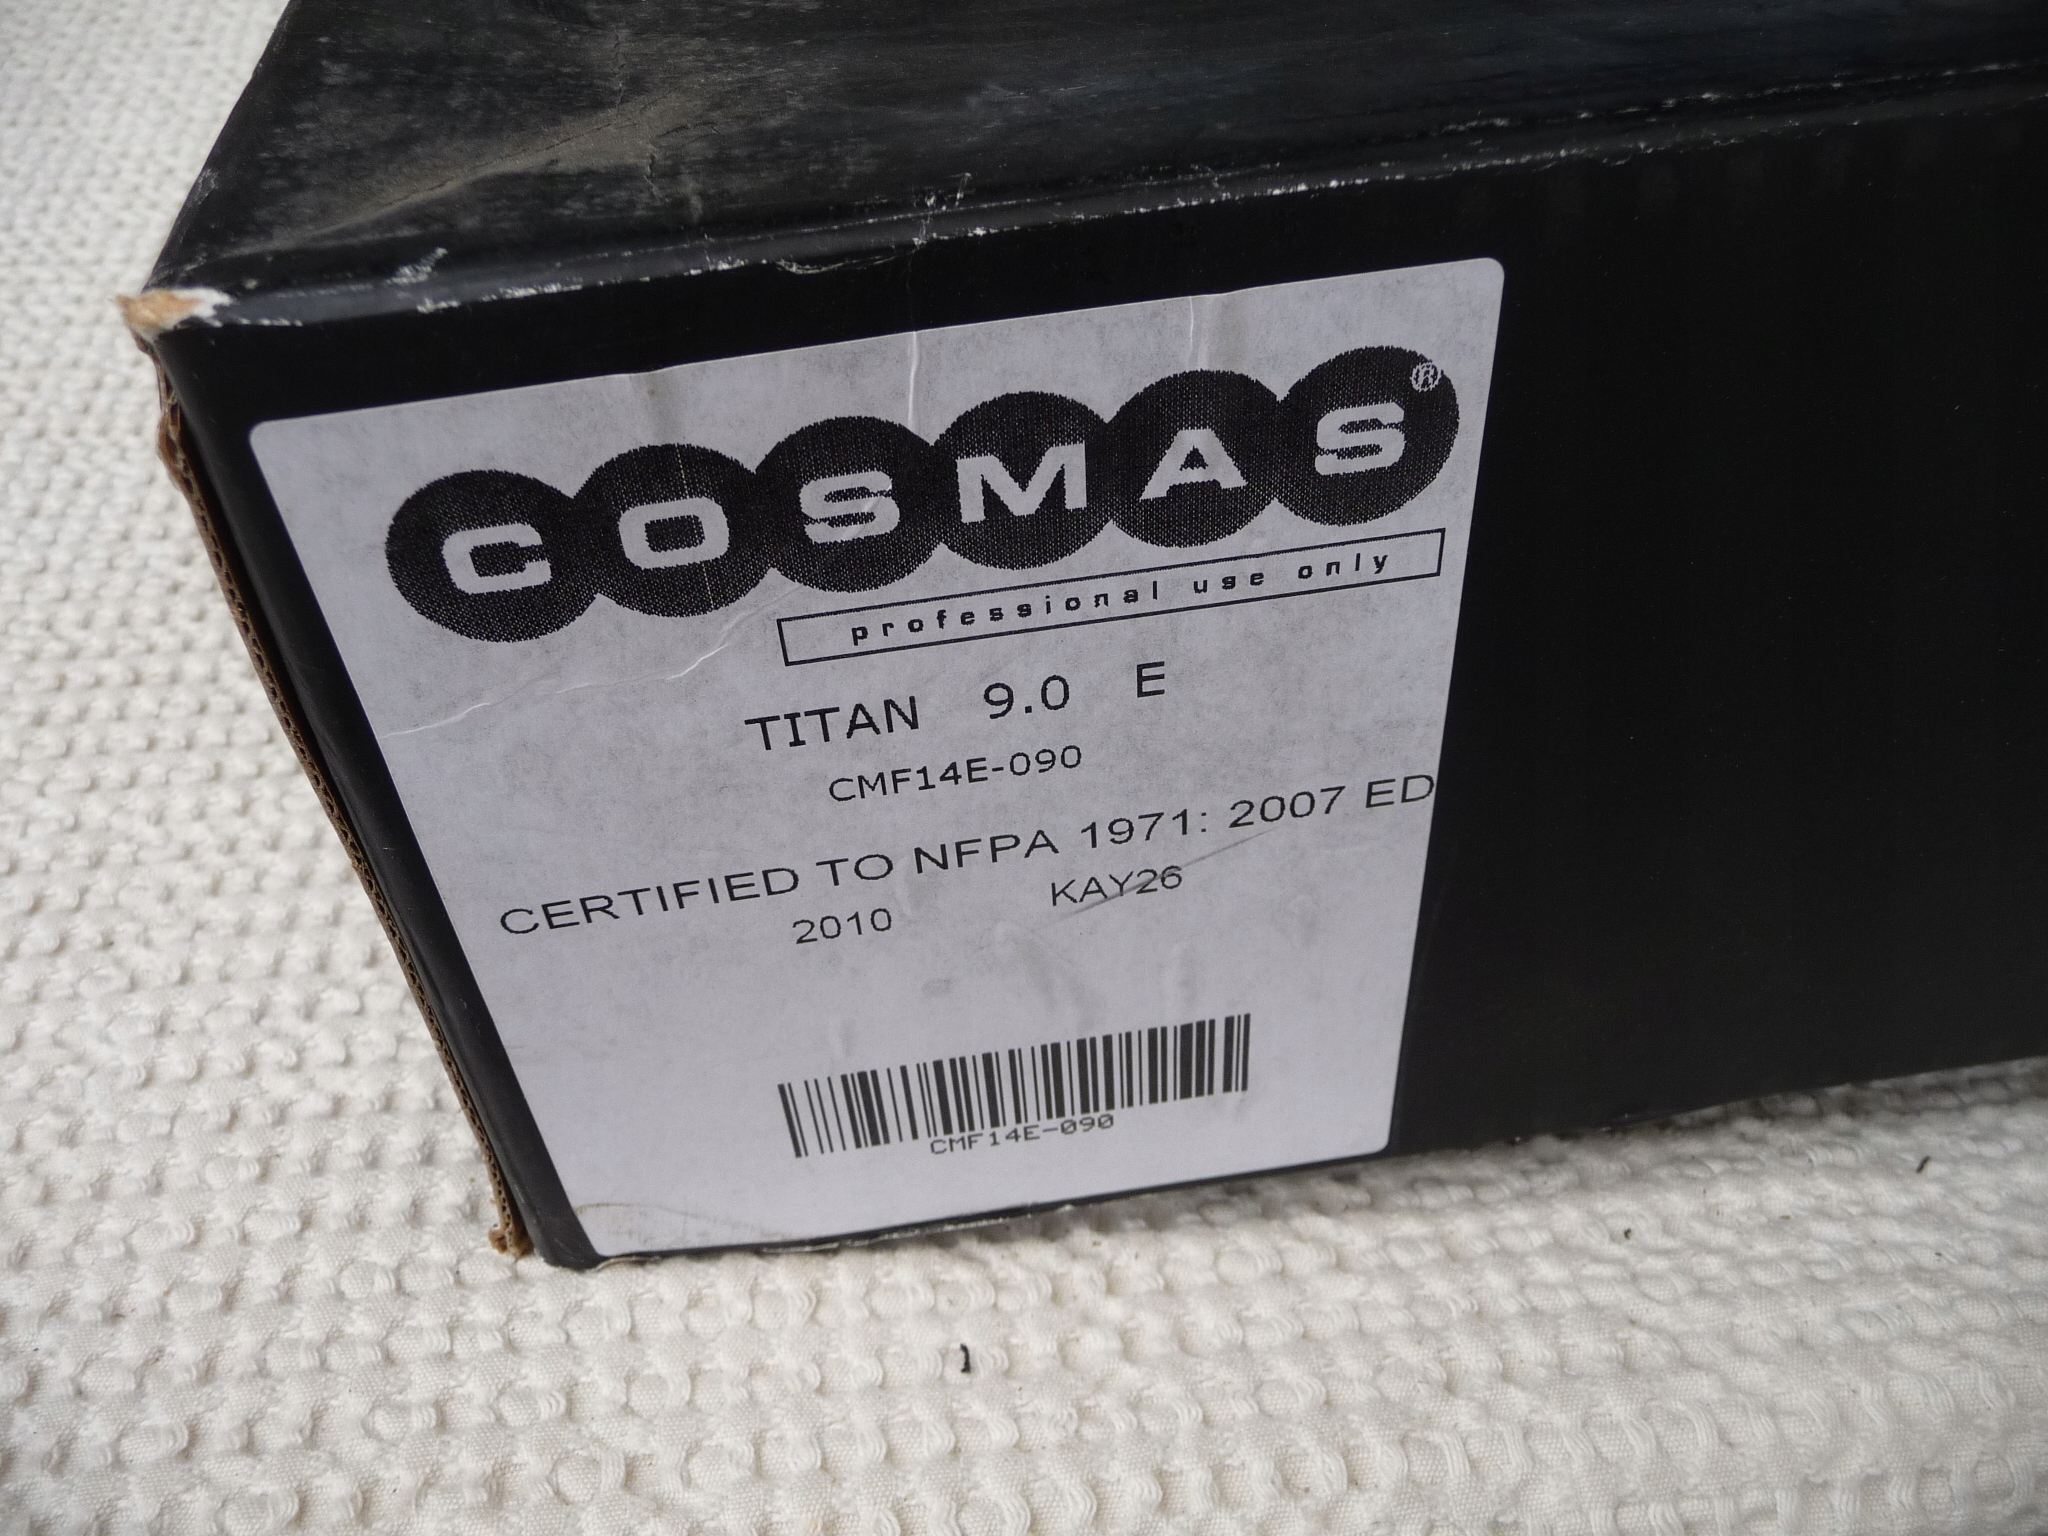 COSMAS®
professional use only
TITAN 9.0 E
CMF14E-090
CERTIFIED TO NFPA 1971: 2007 ED
2010 KAY26
CMF14E-090